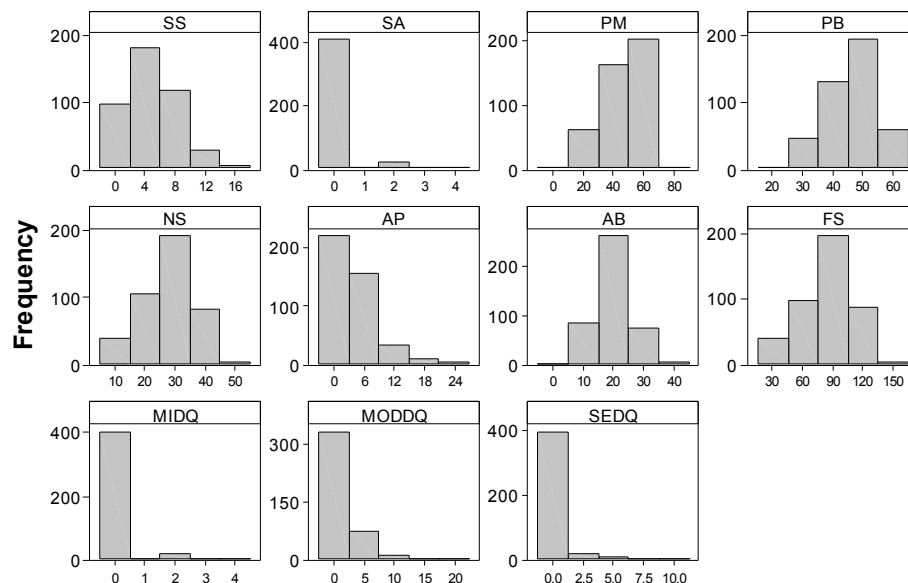 SS SA PM PB
200 400 200 200
100 200 100 100
0 0 0 0
0 4 8 12 16 0 1 2 3 4 0 20 40 60 80 20 30 40 50 60
NS AP AB FS
200 200 200 200
100 100 100 100
0 0 0 0
10 20 30 40 50 0 6 12 18 24 0 10 20 30 40 30 60 90 120 150
Frequency
MIDQ MODDQ SEDQ
400 300 400
200 150 200
0 0 0
0 1 2 3 4 0 5 10 15 20 0.0 2.5 5.0 7.5 10.0